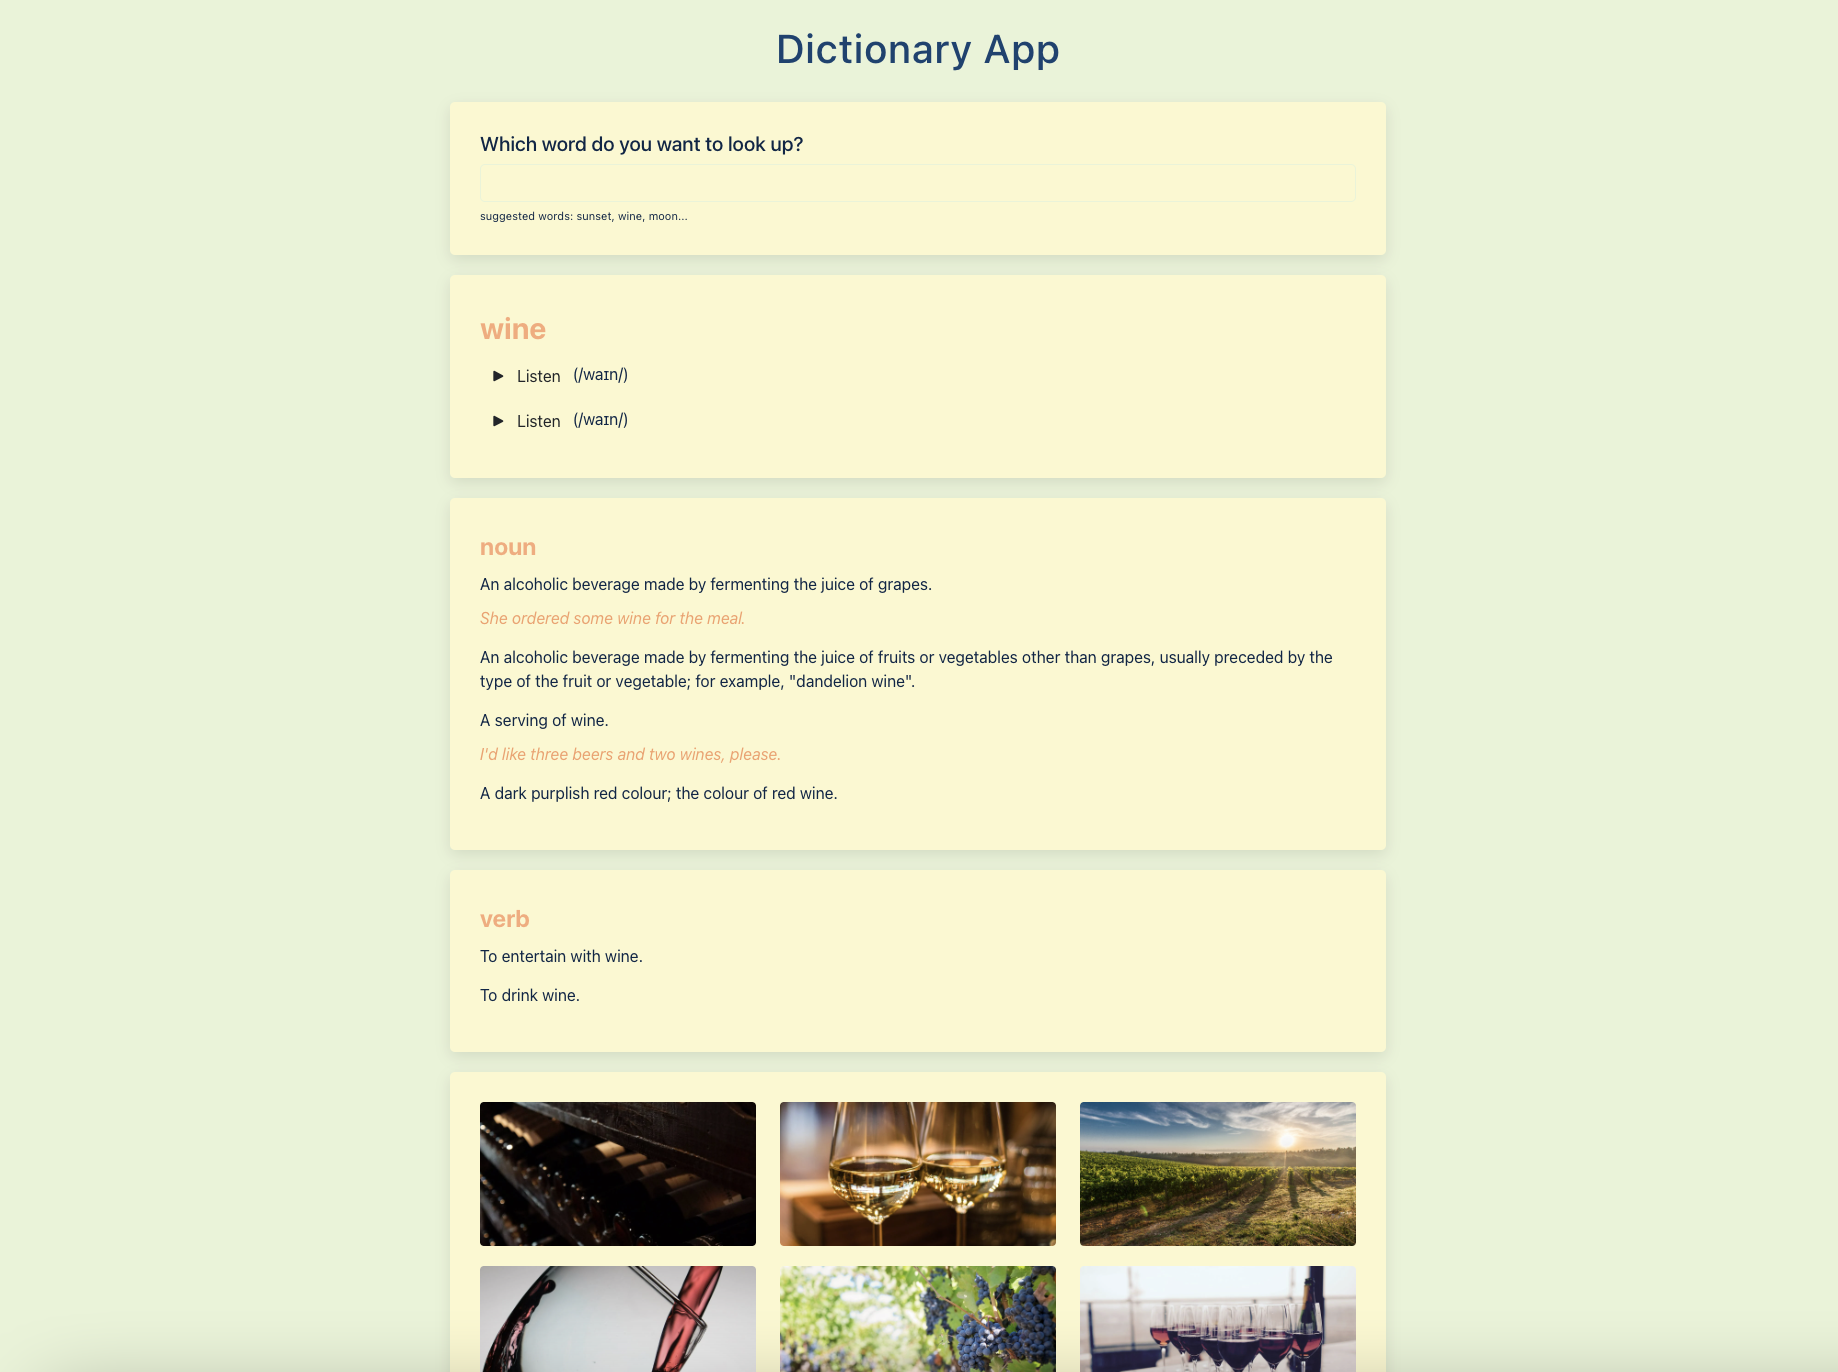 Dictionary App
Which word do you want to look up?
suggested words: sunset, wine, moon...
wine
Listen (/waɪn/)
Listen (/waɪn/)
noun
An alcoholic beverage made by fermenting the juice of grapes.
She ordered some wine for the meal.
An alcoholic beverage made by fermenting the juice of fruits or vegetables other than grapes, usually preceded by the
type of the fruit or vegetable; for example, "dandelion wine".
A serving of wine.
I'd like three beers and two wines, please.
A dark purplish red colour; the colour of red wine.
verb
To entertain with wine.
To drink wine.